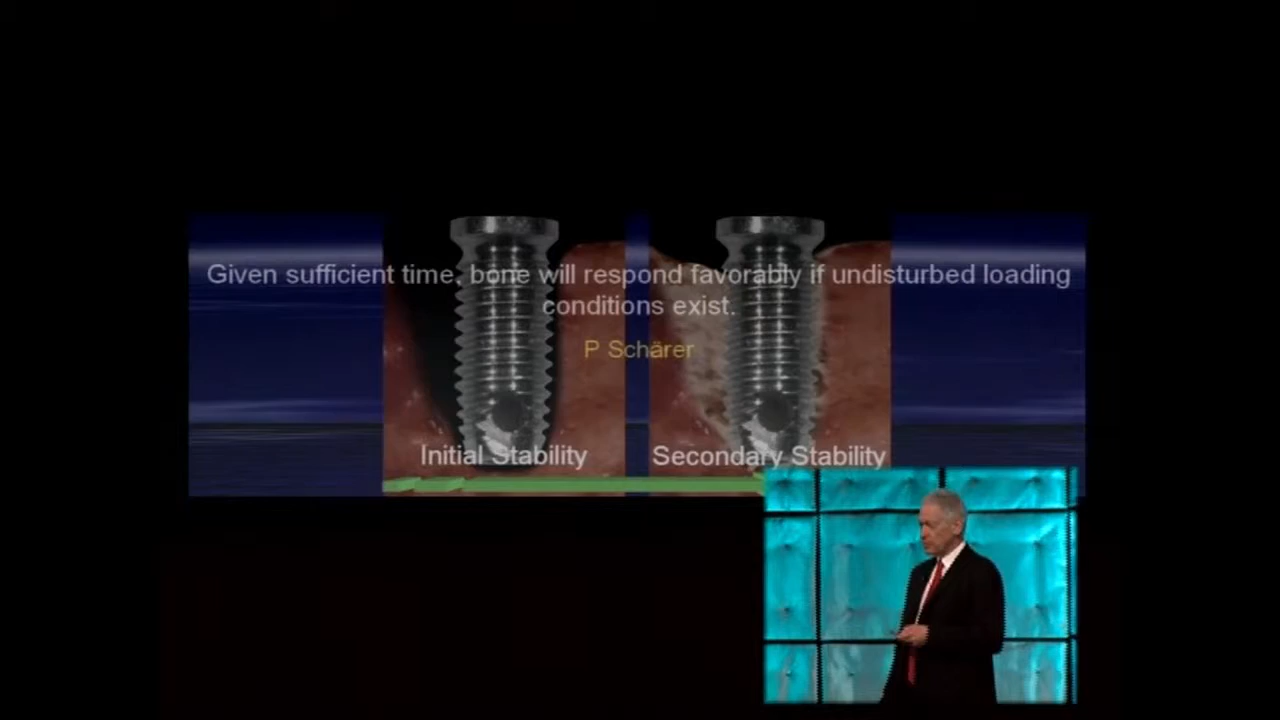 Given sufficient time, bone will respond favorably if undisturbed loading
conditions exist.
P Schärer
Initial Stability
Secondary Stability